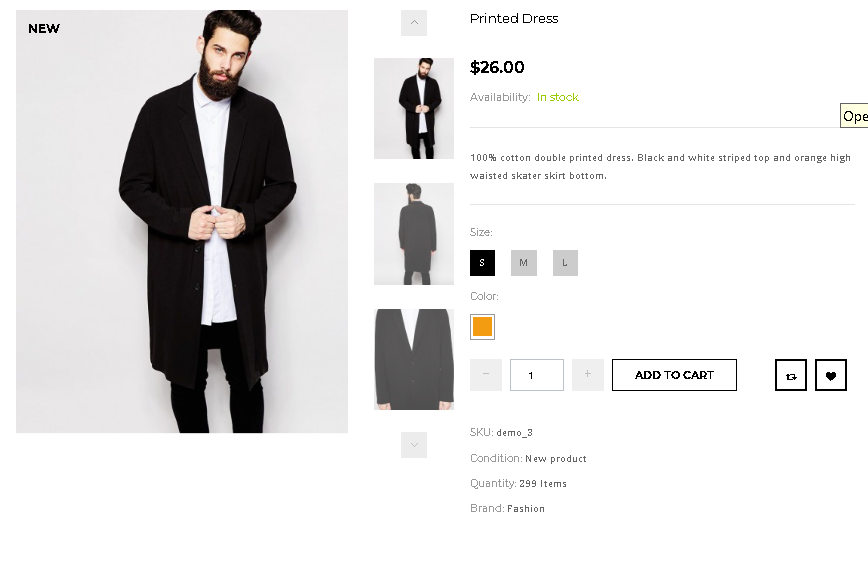 NEW
Printed Dress
$26.00
Availability: In stock
Ope
100% cotton double printed dress. Black and white striped top and orange high
waisted skater skirt bottom.
Size:
S M L
Color:
− 1 + ADD TO CART
SKU: demo_3
Condition: New product
Quantity: 299 Items
Brand: Fashion